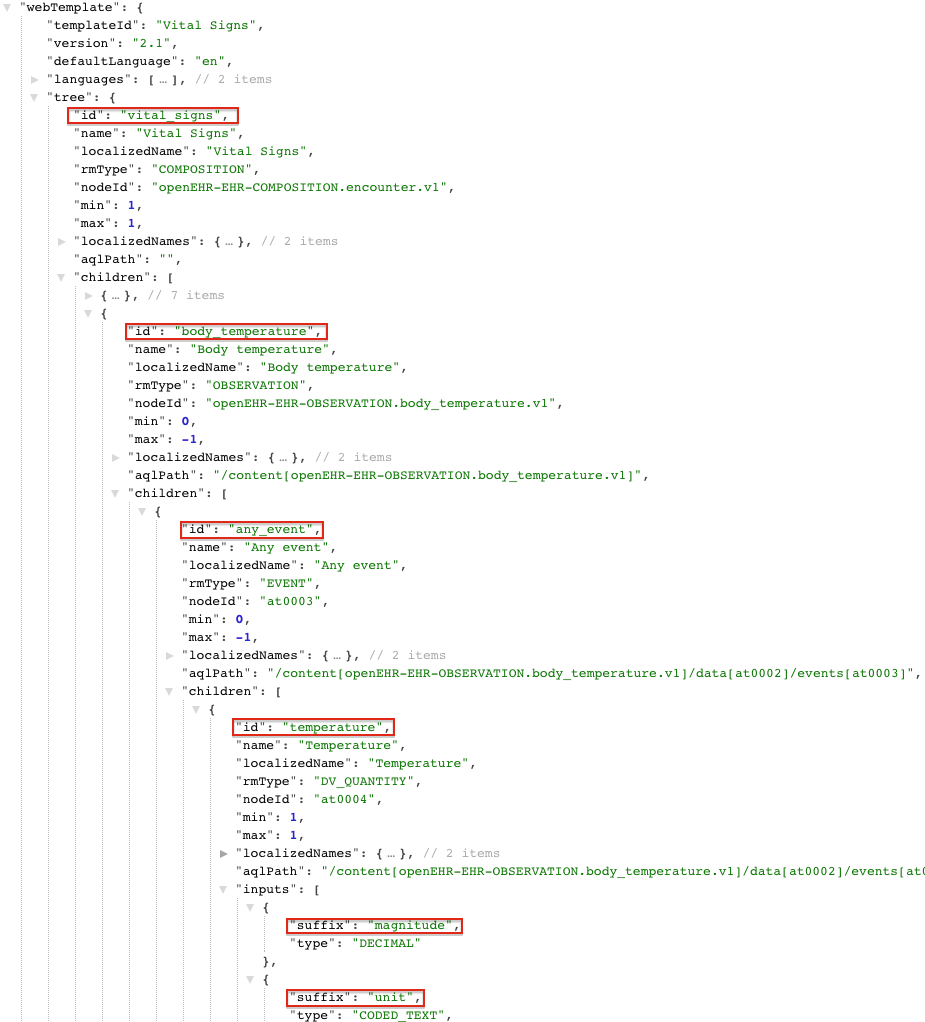 "webTemplate": {
"templateId": "Vital Signs",
"version": "2.1",
"defaultLanguage": "en",
"languages": [ … ], // 2 items
"tree": {
"id": "vital_signs",
"name": "Vital Signs",
"localizedName": "Vital Signs",
"rmType": "COMPOSITION",
"nodeId": "openEHR-EHR-COMPOSITION.encounter.v1",
"min": 1,
"max": 1,
"localizedNames": { … }, // 2 items
"aqlPath": "",
"children": [
{ … }, // 7 items
{
"id": "body_temperature",
"name": "Body temperature",
"localizedName": "Body temperature",
"rmType": "OBSERVATION",
"nodeId": "openEHR-EHR-OBSERVATION.body_temperature.v1",
"min": 0,
"max": -1,
"localizedNames": { … }, // 2 items
"aqlPath": "/content[openEHR-EHR-OBSERVATION.body_temperature.v1]",
"children": [
{
"id": "any_event",
"name": "Any event",
"localizedName": "Any event",
"rmType": "EVENT",
"nodeId": "at0003",
"min": 0,
"max": -1,
"localizedNames": { … }, // 2 items
"aqlPath": "/content[openEHR-EHR-OBSERVATION.body_temperature.v1]/data[at0002]/events[at0003]",
"children": [
{
"id": "temperature",
"name": "Temperature",
"localizedName": "Temperature",
"rmType": "DV_QUANTITY",
"nodeId": "at0004",
"min": 1,
"max": 1,
"localizedNames": { … }, // 2 items
"aqlPath": "/content[openEHR-EHR-OBSERVATION.body_temperature.v1]/data[at0002]/events[at0
"inputs": [
{
"suffix": "magnitude",
"type": "DECIMAL"
},
{
"suffix": "unit",
"type": "CODED_TEXT",